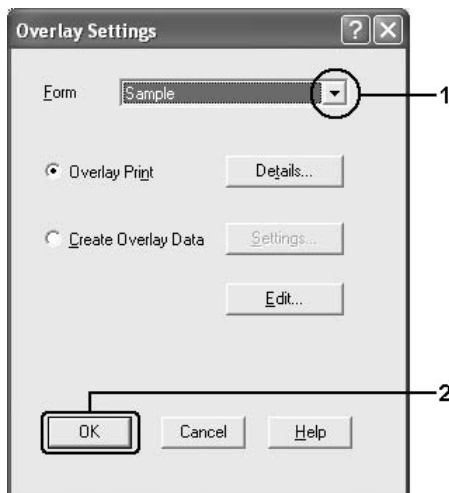 Overlay Settings
Form Sample 1
Overlay Print Details...
Create Overlay Data Settings...
Edit...
2
OK Cancel Help